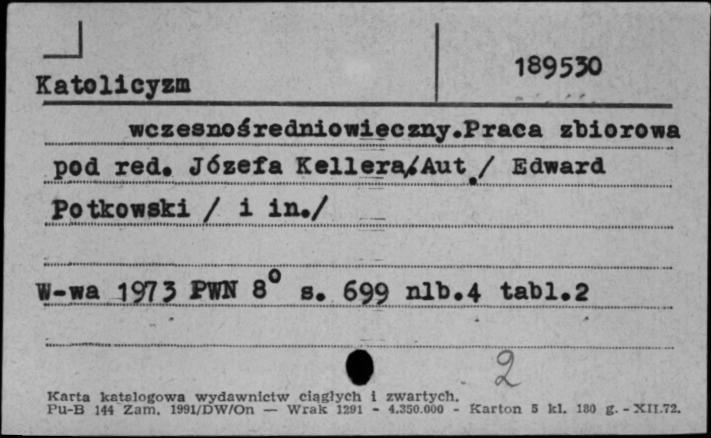 189530
Katolicyzm
wczesnośredniowieczny.Praca zbiorowa
pod red. Józefa Kellera/Aut./ Edward
Potkowski / i in./
W-wa 1973 PWN 8° s. 699 nlb.4 tabl.2
2
Karta katalogowa wydawnictw ciągłych i zwartych.
Pu-B 144 Zam. 1991/DW/On — Wrak 1291 - 4.350.000 - Karton 5 kl. 180 g. - XII.72.